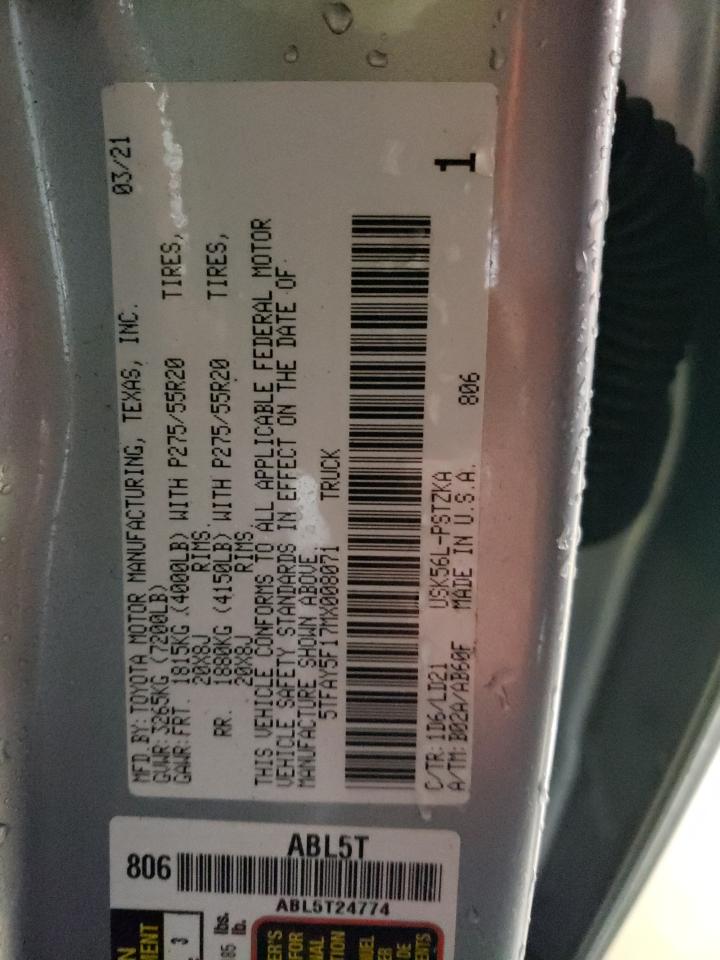 MFD.BY:TOYOTA MOTOR MANUFACTURING, TEXAS, INC. 03/21
GVWR:3265KG (7200LB)
GAWR:FRT. 1815KG (4000LB) WITH P275/55R20 TIRES,
20X8J RIMS.
RR. 1880KG (4150LB) WITH P275/55R20 TIRES,
20X8J RIMS.
THIS VEHICLE CONFORMS TO ALL APPLICABLE FEDERAL MOTOR
VEHICLE SAFETY STANDARDS IN EFFECT ON THE DATE OF
MANUFACTURE SHOWN ABOVE.
5TFAY5F17MX008071 TRUCK
1
C/TR:1D6/LD21 USK56L-PSTZKA 806
A/TM:B02A/AB60F MADE IN U.S.A.
ABL5T
806
ABL5T24774
3
lbs.
lb.